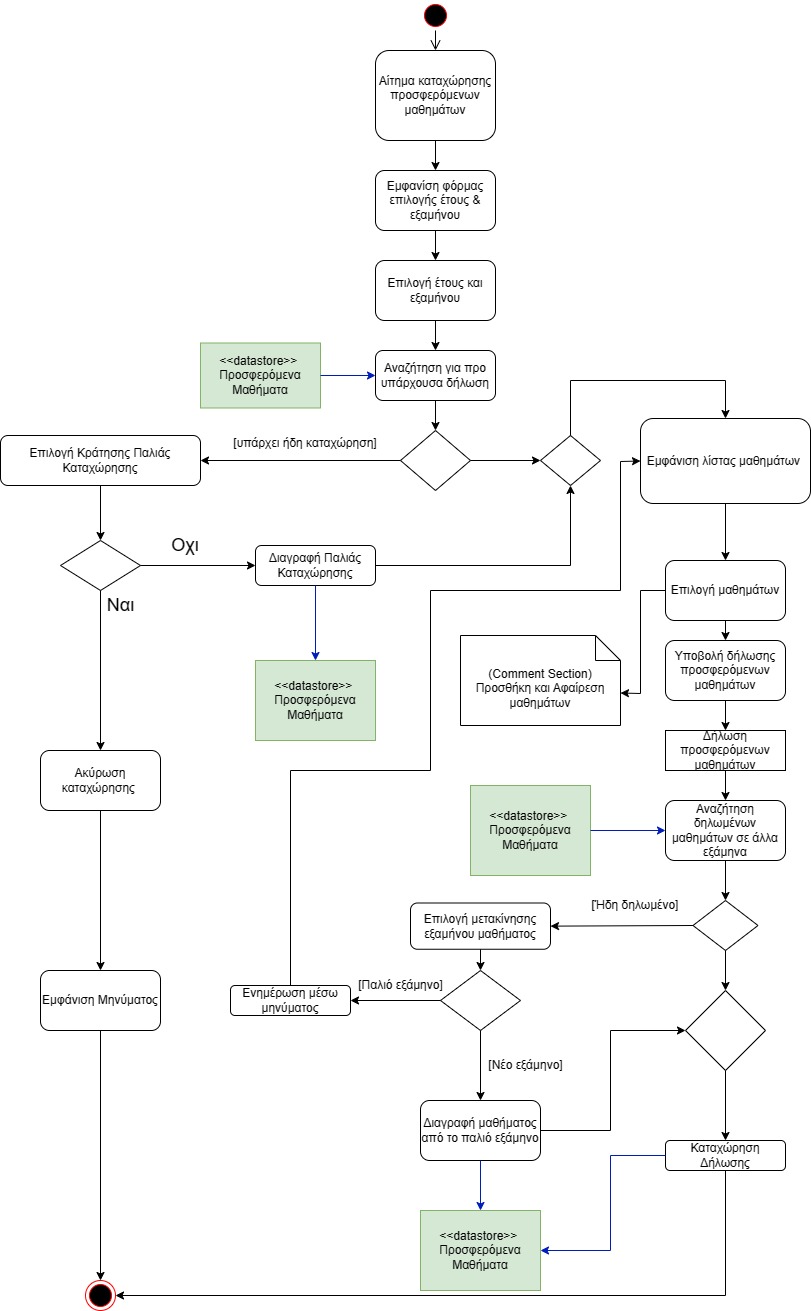 Αίτημα καταχώρησης
προσφερόμενων
μαθημάτων
Εμφανίση φόρμας
επιλογής έτους &
εξαμήνου
Επιλογή έτους και
εξαμήνου
<<datastore>>
Προσφερόμενα
Μαθήματα
Αναζήτηση για προ
υπάρχουσα δήλωση
[υπάρχει ήδη καταχώρηση]
Επιλογή Κράτησης Παλιάς
Καταχώρησης
Εμφάνιση λίστας μαθημάτων
Οχι
Διαγραφή Παλιάς
Καταχώρησης
Ναι
Επιλογή μαθημάτων
<<datastore>>
Προσφερόμενα
Μαθήματα
(Comment Section)
Προσθήκη και Αφαίρεση
μαθημάτων
Υποβολή δήλωσης
προσφερόμενων
μαθημάτων
Δήλωση
προσφερόμενων
μαθημάτων
Ακύρωση
καταχώρησης
<<datastore>>
Προσφερόμενα
Μαθήματα
Αναζήτηση
δηλωμένων
μαθημάτων σε άλλα
εξάμηνα
[Ήδη δηλωμένο]
Επιλογή μετακίνησης
εξαμήνου μαθήματος
[Παλιό εξάμηνο]
Ενημέρωση μέσω
μηνύματος
Εμφάνιση Μηνύματος
[Νέο εξάμηνο]
Διαγραφή μαθήματος
από το παλιό εξάμηνο
Καταχώρηση
Δήλωσης
<<datastore>>
Προσφερόμενα
Μαθήματα